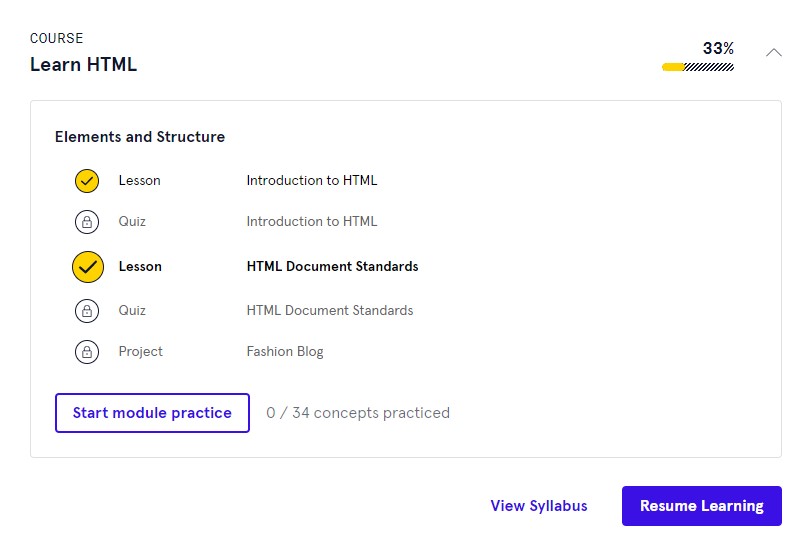 COURSE
Learn HTML
33%
Elements and Structure
Lesson Introduction to HTML
Quiz Introduction to HTML
Lesson HTML Document Standards
Quiz HTML Document Standards
Project Fashion Blog
Start module practice 0 / 34 concepts practiced
View Syllabus Resume Learning